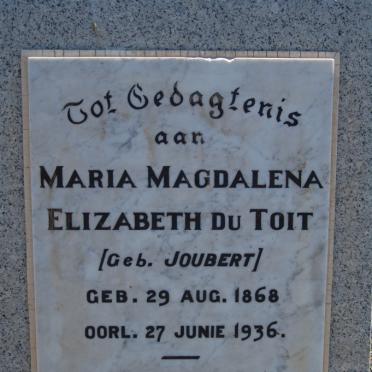 Tot Gedagtenis
aan
MARIA MAGDALENA
ELIZABETH DU TOIT
[Geb. JOUBERT]
GEB. 29 AUG. 1868
OORL. 27 JUNIE 1936.